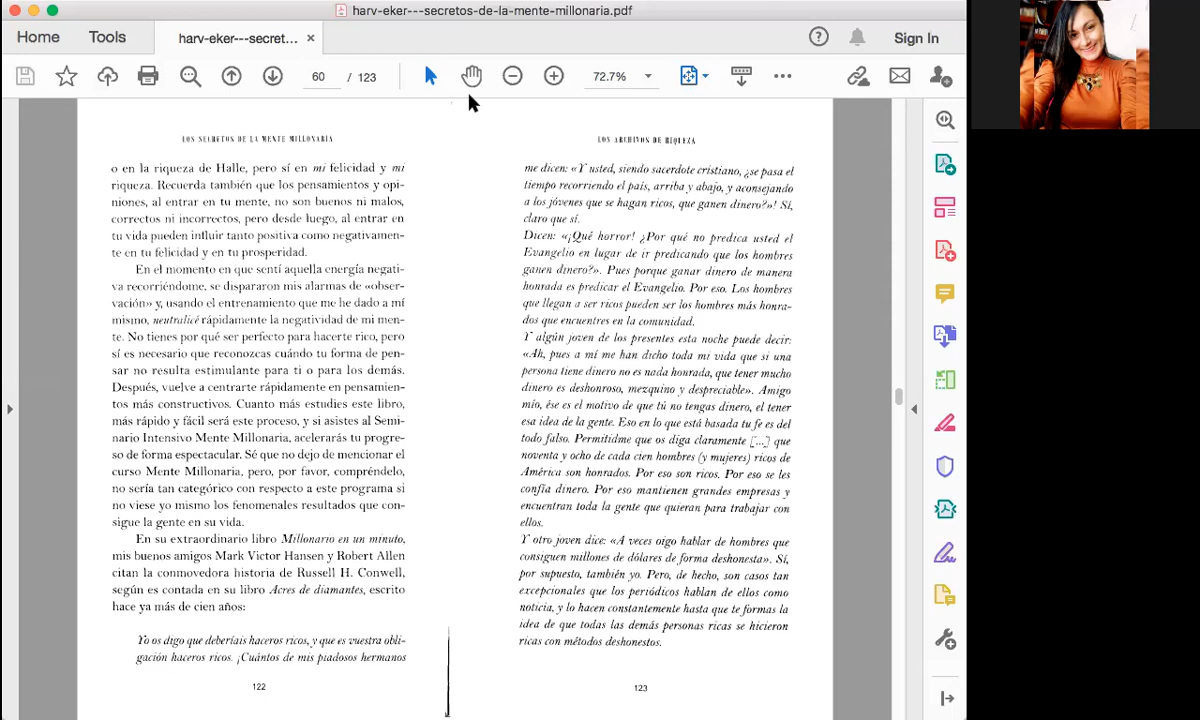 harv-eker---secretos-de-la-mente-millonaria.pdf
Home
Tools
harv-eker---secret...
Sign In
60
/ 123
72.7%
LOS SECRETOS DE LA MENTE MILLONARIA
o en la riqueza de Halle, pero sí en mi felicidad y mi
riqueza. Recuerda también que los pensamientos y opi-
niones, al entrar en tu mente, no son buenos ni malos,
correctos ni incorrectos, pero desde luego, al entrar en
tu vida pueden influir tanto positiva como negativamen-
te en tu felicidad y en tu prosperidad.
En el momento en que sentí aquella energía negati-
va recorriéndome, se dispararon mis alarmas de «obser-
vación» y, usando el entrenamiento que me he dado a mí
mismo, neutralicé rápidamente la negatividad de mi men-
te. No tienes por qué ser perfecto para hacerte rico, pero
sí es necesario que reconozcas cuándo tu forma de pen-
sar no resulta estimulante para ti o para los demás.
Después, vuelve a centrarte rápidamente en pensamien-
tos más constructivos. Cuanto más estudies este libro,
más rápido y fácil será este proceso, y si asistes al Semi-
nario Intensivo Mente Millonaria, acelerarás tu progre-
so de forma espectacular. Sé que no dejo de mencionar el
curso Mente Millonaria, pero, por favor, compréndelo,
no sería tan categórico con respecto a este programa si
no viese yo mismo los fenomenales resultados que con-
sigue la gente en su vida.
En su extraordinario libro Millonario en un minuto,
mis buenos amigos Mark Victor Hansen y Robert Allen
citan la conmovedora historia de Russell H. Conwell,
según es contada en su libro Acres de diamantes, escrito
hace ya más de cien años:
Yo os digo que deberíais haceros ricos, y que es vuestra obli-
gación haceros ricos. ¡Cuántos de mis piadosos hermanos
122
LOS ARCHIVOS DE RIQUEZA
me dicen: «Y usted, siendo sacerdote cristiano, ¿se pasa el
tiempo recorriendo el país, arriba y abajo, y aconsejando
a los jóvenes que se hagan ricos, que ganen dinero?»! Sí,
claro que sí.
Dicen: «¡Qué horror! ¿Por qué no predica usted el
Evangelio en lugar de ir predicando que los hombres
ganen dinero?». Pues porque ganar dinero de manera
honrada es predicar el Evangelio. Por eso. Los hombres
que llegan a ser ricos pueden ser los hombres más honra-
dos que encuentres en la comunidad.
Y algún joven de los presentes esta noche puede decir:
«Ah, pues a mí me han dicho toda mi vida que si una
persona tiene dinero no es nada honrada, que tener mucho
dinero es deshonroso, mezquino y despreciable». Amigo
mío, ése es el motivo de que tú no tengas dinero, el tener
esa idea de la gente. Eso en lo que está basada tu fe es del
todo falso. Permitidme que os diga claramente [...] que
noventa y ocho de cada cien hombres (y mujeres) ricos de
América son honrados. Por eso son ricos. Por eso se les
confía dinero. Por eso mantienen grandes empresas y
encuentran toda la gente que quieran para trabajar con
ellos.
Y otro joven dice: «A veces oigo hablar de hombres que
consiguen millones de dólares de forma deshonesta». Sí,
por supuesto, también yo. Pero, de hecho, son casos tan
excepcionales que los periódicos hablan de ellos como
noticia, y lo hacen constantemente hasta que te formas la
idea de que todas las demás personas ricas se hicieron
ricas con métodos deshonestos.
123